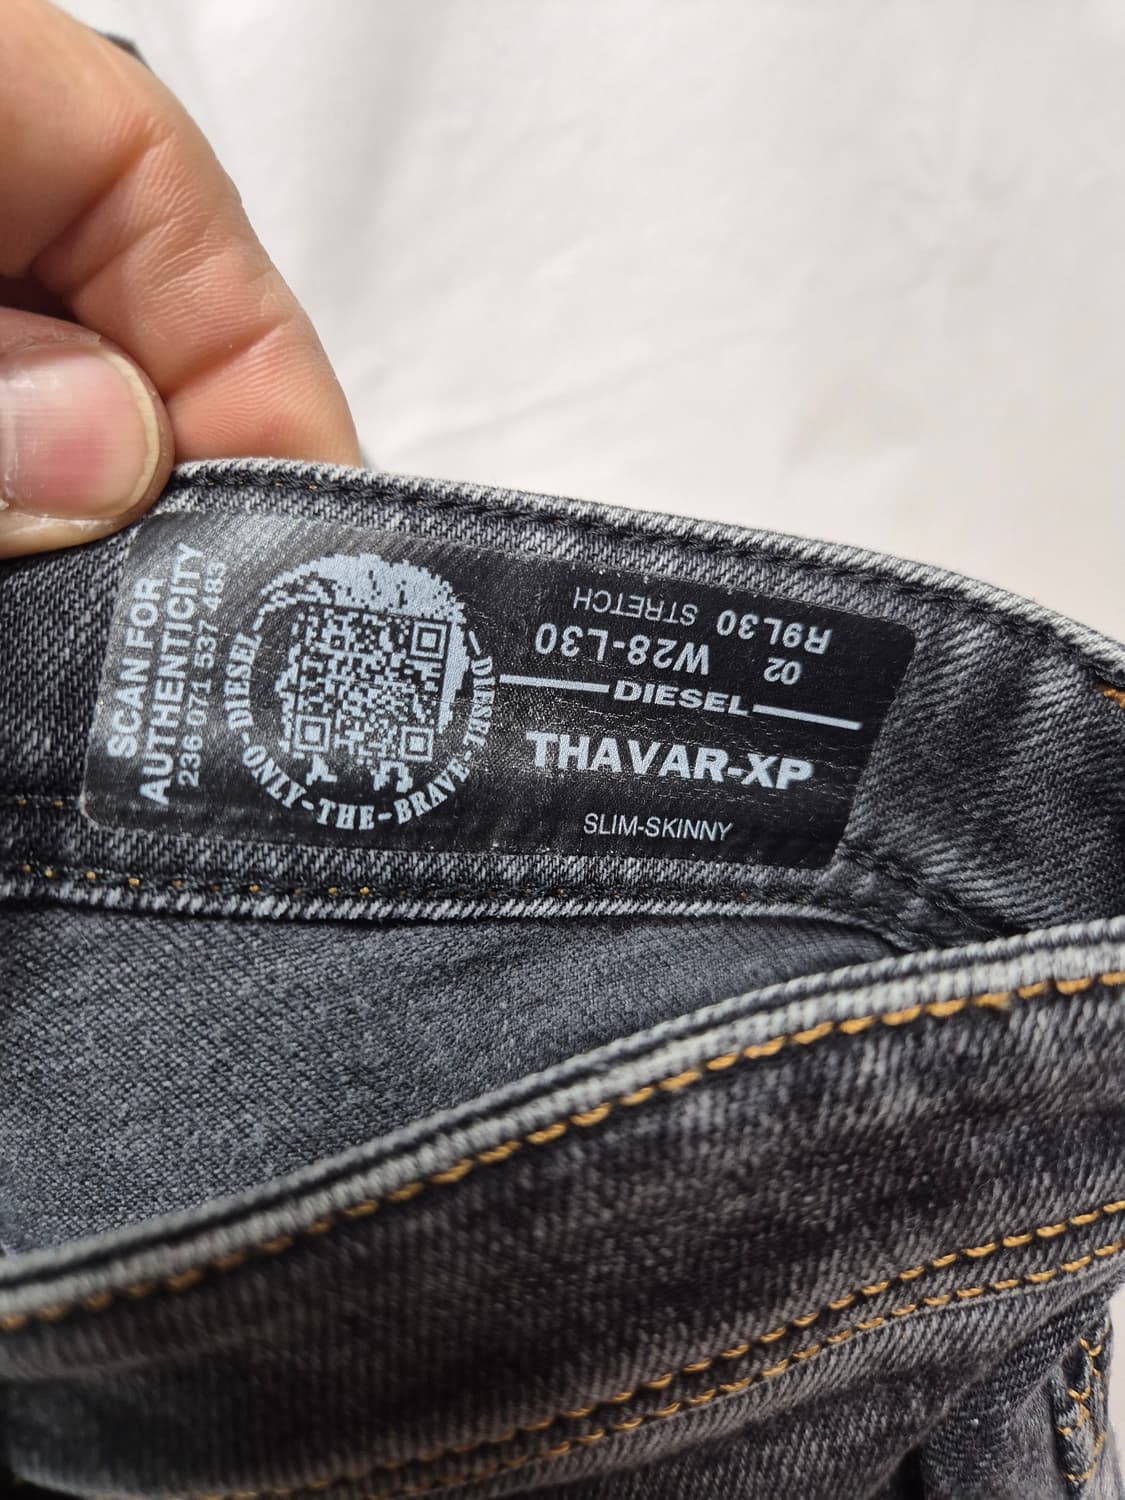 SCAN FOR
AUTHENTICITY
236 071 537 483
DIESEL-ONLY-THE-BRAVE-DIESEL
R9L30 STRETCH
02 W28-L30
DIESEL
THAVAR-XP
SLIM-SKINNY